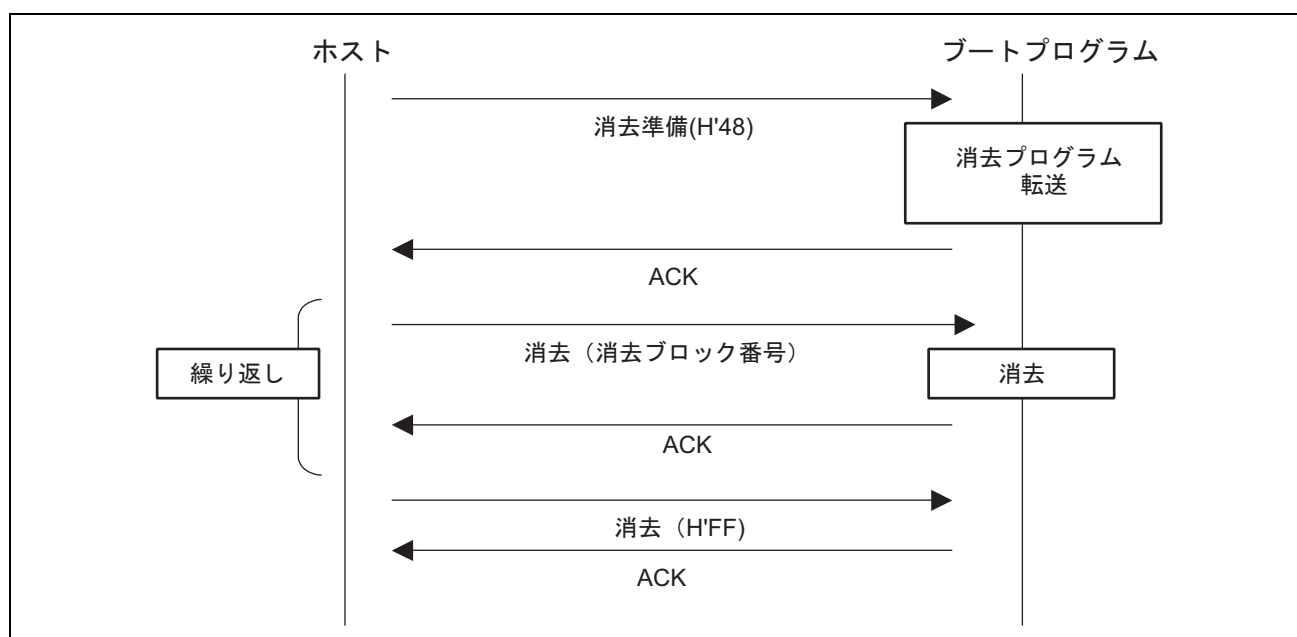 ホスト
ブートプログラム
消去準備(H'48)
消去プログラム
転送
ACK
消去（消去ブロック番号）
繰り返し
消去
ACK
消去（H'FF)
ACK